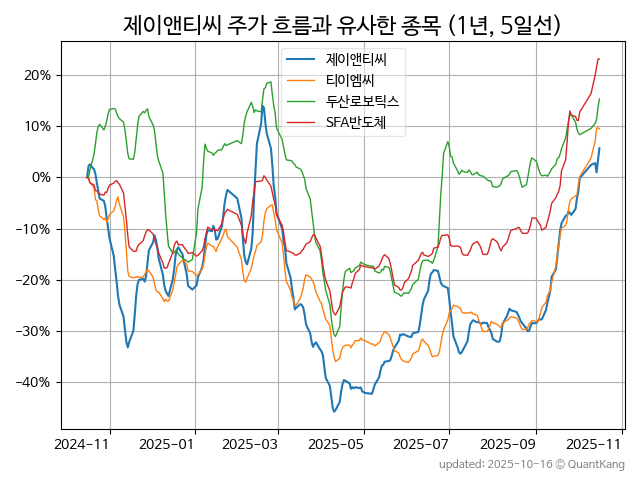 제이앤티씨 주가 흐름과 유사한 종목 (1년, 5일선)
제이앤티씨
티이엠씨
두산로보틱스
SFA반도체
20%
10%
0%
−10%
−20%
−30%
−40%
2024-11 2025-01 2025-03 2025-05 2025-07 2025-09 2025-11
updated: 2025-10-16 ⓒ QuantKang